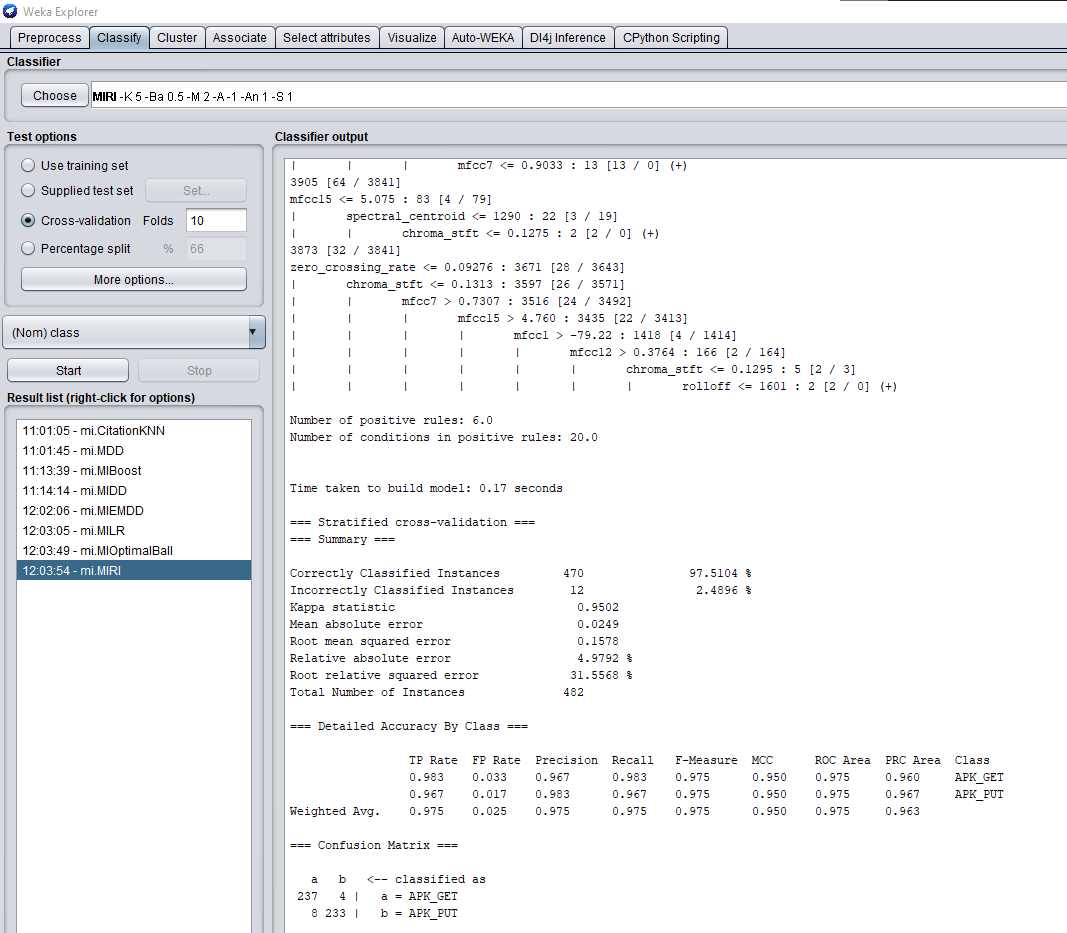 Weka Explorer
Preprocess Classify Cluster Associate Select attributes Visualize Auto-WEKA Dl4j Inference CPython Scripting
Classifier
Choose MIRI -K 5 -Ba 0.5 -M 2 -A -1 -An 1 -S 1
Test options
Use training set
Supplied test set Set...
Cross-validation Folds 10
Percentage split % 66
More options...
(Nom) class
Start Stop
Result list (right-click for options)
11:01:05 - mi.CitationKNN
11:01:45 - mi.MDD
11:13:39 - mi.MIBoost
11:14:14 - mi.MIDD
12:02:06 - mi.MIEMDD
12:03:05 - mi.MILR
12:03:49 - mi.MIOptimalBall
12:03:54 - mi.MIRI
Classifier output
| | | mfcc7 <= 0.9033 : 13 [13 / 0] (+)
3905 [64 / 3841]
mfcc15 <= 5.075 : 83 [4 / 79]
| spectral_centroid <= 1290 : 22 [3 / 19]
| | chroma_stft <= 0.1275 : 2 [2 / 0] (+)
3873 [32 / 3841]
zero_crossing_rate <= 0.09276 : 3671 [28 / 3643]
| chroma_stft <= 0.1313 : 3597 [26 / 3571]
| | mfcc7 > 0.7307 : 3516 [24 / 3492]
| | | mfcc15 > 4.760 : 3435 [22 / 3413]
| | | | mfcc1 > -79.22 : 1418 [4 / 1414]
| | | | | mfcc12 > 0.3764 : 166 [2 / 164]
| | | | | | chroma_stft <= 0.1295 : 5 [2 / 3]
| | | | | | | rolloff <= 1601 : 2 [2 / 0] (+)
Number of positive rules: 6.0
Number of conditions in positive rules: 20.0
Time taken to build model: 0.17 seconds
=== Stratified cross-validation ===
=== Summary ===
Correctly Classified Instances 470 97.5104 %
Incorrectly Classified Instances 12 2.4896 %
Kappa statistic 0.9502
Mean absolute error 0.0249
Root mean squared error 0.1578
Relative absolute error 4.9792 %
Root relative squared error 31.5568 %
Total Number of Instances 482
=== Detailed Accuracy By Class ===
TP Rate FP Rate Precision Recall F-Measure MCC ROC Area PRC Area Class
0.983 0.033 0.967 0.983 0.975 0.950 0.975 0.960 APK_GET
0.967 0.017 0.983 0.967 0.975 0.950 0.975 0.967 APK_PUT
Weighted Avg. 0.975 0.025 0.975 0.975 0.975 0.950 0.975 0.963
=== Confusion Matrix ===
a b <-- classified as
237 4 | a = APK_GET
8 233 | b = APK_PUT